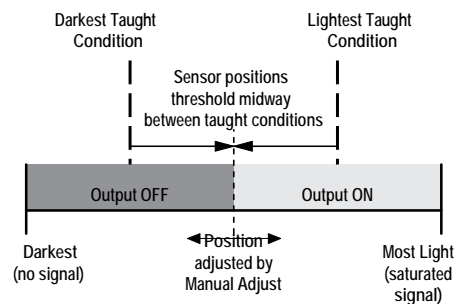 Darkest Taught
Condition
Lightest Taught
Condition
Sensor positions
threshold midway
between taught conditions
Output OFF
Output ON
Darkest
(no signal)
Position
adjusted by
Manual Adjust
Most Light
(saturated
signal)